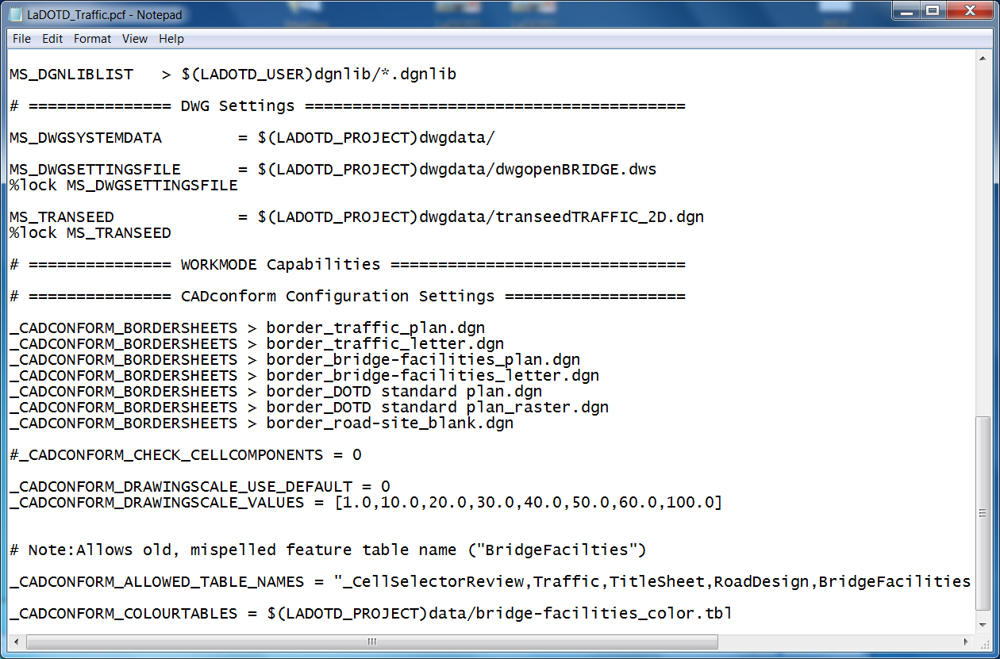 LaDOTD_Traffic.pcf - Notepad
File Edit Format View Help
MS_DGNLIBLIST   > $(LADOTD_USER)dgnlib/*.dgnlib
# =============== DWG Settings ========================================
MS_DWGSYSTEMDATA        = $(LADOTD_PROJECT)dwgdata/
MS_DWGSETTINGSFILE      = $(LADOTD_PROJECT)dwgdata/dwgopenBRIDGE.dws
%lock MS_DWGSETTINGSFILE
MS_TRANSEED             = $(LADOTD_PROJECT)dwgdata/transeedTRAFFIC_2D.dgn
%lock MS_TRANSEED
# =============== WORKMODE Capabilities ===============================
# =============== CADconform Configuration Settings ===================
_CADCONFORM_BORDERSHEETS > border_traffic_plan.dgn
_CADCONFORM_BORDERSHEETS > border_traffic_letter.dgn
_CADCONFORM_BORDERSHEETS > border_bridge-facilities_plan.dgn
_CADCONFORM_BORDERSHEETS > border_bridge-facilities_letter.dgn
_CADCONFORM_BORDERSHEETS > border_DOTD standard plan.dgn
_CADCONFORM_BORDERSHEETS > border_DOTD standard plan_raster.dgn
_CADCONFORM_BORDERSHEETS > border_road-site_blank.dgn
#_CADCONFORM_CHECK_CELLCOMPONENTS = 0
_CADCONFORM_DRAWINGSCALE_USE_DEFAULT = 0
_CADCONFORM_DRAWINGSCALE_VALUES = [1.0,10.0,20.0,30.0,40.0,50.0,60.0,100.0]
# Note:Allows old, mispelled feature table name ("BridgeFacilties")
_CADCONFORM_ALLOWED_TABLE_NAMES = "_CellSelectorReview,Traffic,TitleSheet,RoadDesign,BridgeFacilities
_CADCONFORM_COLOURTABLES = $(LADOTD_PROJECT)data/bridge-facilities_color.tbl